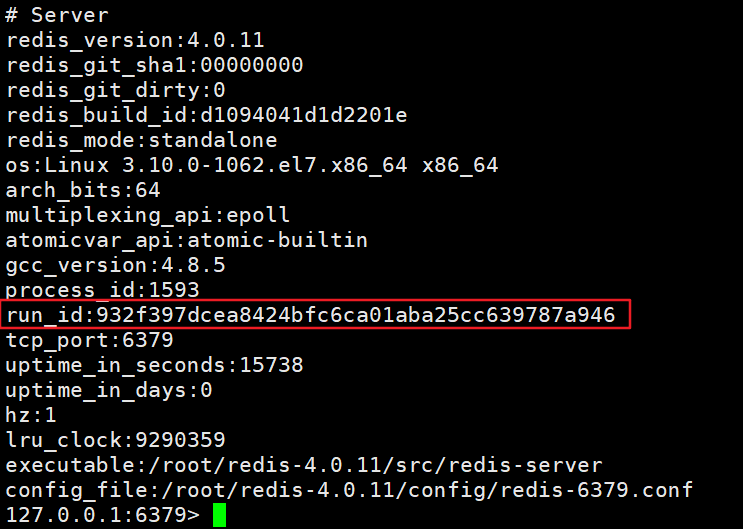 # Server
redis_version:4.0.11
redis_git_sha1:00000000
redis_git_dirty:0
redis_build_id:d1094041d1d2201e
redis_mode:standalone
os:Linux 3.10.0-1062.el7.x86_64 x86_64
arch_bits:64
multiplexing_api:epoll
atomicvar_api:atomic-builtin
gcc_version:4.8.5
process_id:1593
run_id:932f397dcea8424bfc6ca01aba25cc639787a946
tcp_port:6379
uptime_in_seconds:15738
uptime_in_days:0
hz:1
lru_clock:9290359
executable:/root/redis-4.0.11/src/redis-server
config_file:/root/redis-4.0.11/config/redis-6379.conf
127.0.0.1:6379>